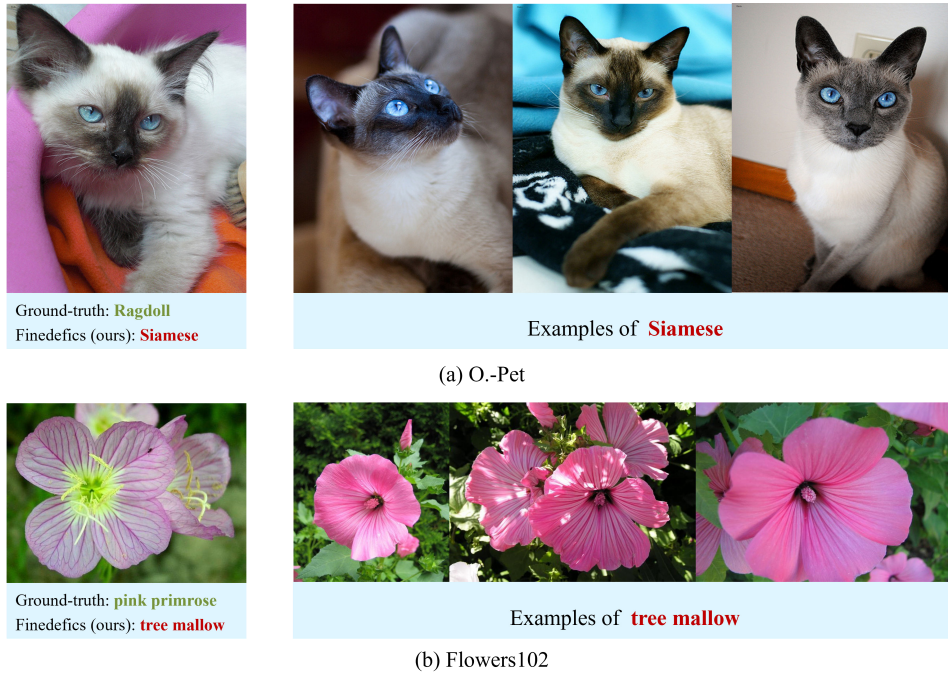 Ground-truth: Ragdoll
Finedefics (ours): Siamese
Examples of Siamese
(a) O.-Pet
Ground-truth: pink primrose
Finedefics (ours): tree mallow
Examples of tree mallow
(b) Flowers102